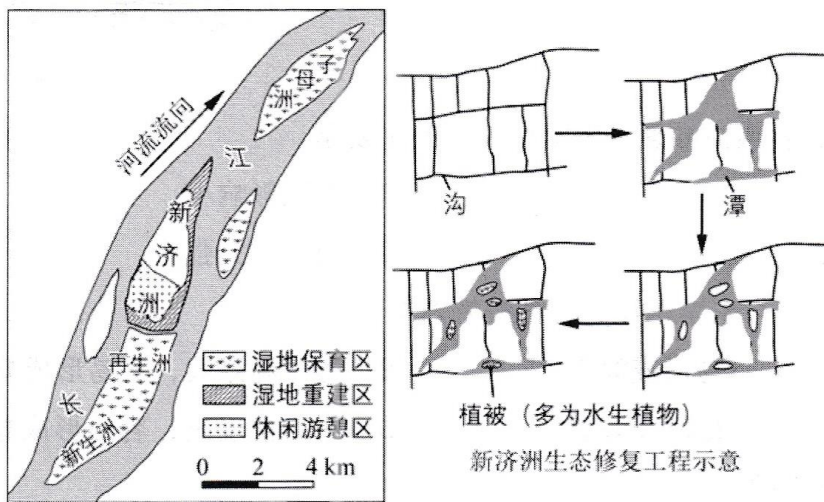 母子洲
河流流向
江
新济洲
再生洲
长
新生洲
湿地保育区
湿地重建区
休闲游憩区
0 2 4 km
沟
潭
植被（多为水生植物）
新济洲生态修复工程示意